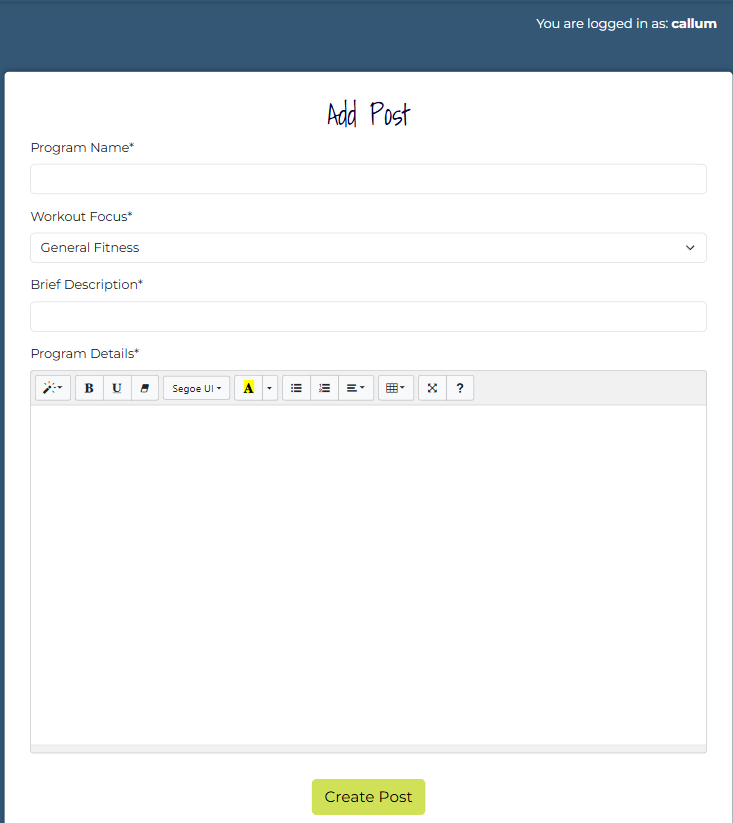 You are logged in as: callum
Add Post
Program Name*
Workout Focus*
General Fitness
Brief Description*
Program Details*
B U Segoe UI A ?
Create Post